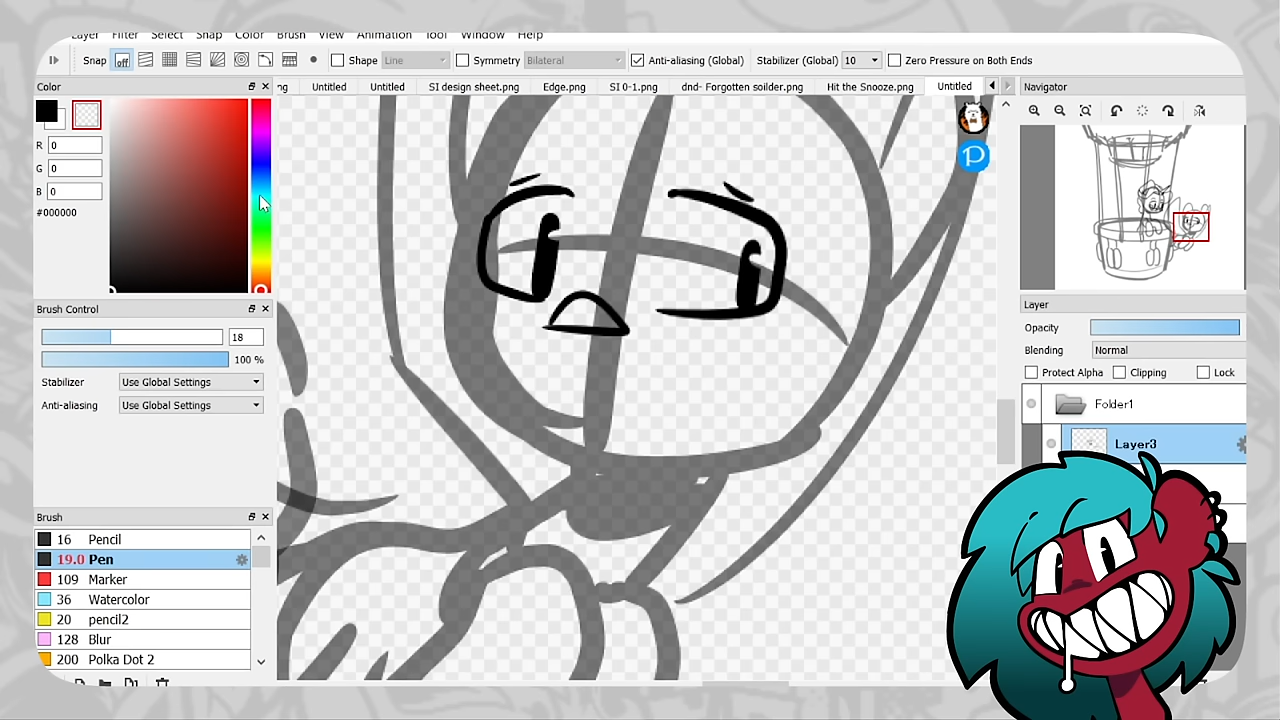 Layer Filter Select Snap Color Brush View Animation Tool Window Help
Snap off Shape Line Symmetry Bilateral Anti-aliasing (Global) Stabilizer (Global) 10 Zero Pressure on Both Ends
Color
ng Untitled Untitled SI design sheet.png Edge.png SI 0-1.png dnd- Forgotten soilder.png Hit the Snooze.png Untitled
Navigator
R 0
G 0
B 0
#000000
Brush Control
18
100 %
Stabilizer Use Global Settings
Anti-aliasing Use Global Settings
Brush
16 Pencil
19.0 Pen
109 Marker
36 Watercolor
20 pencil2
128 Blur
200 Polka Dot 2
Layer
Opacity
Blending Normal
Protect Alpha Clipping Lock
Folder1
Layer3